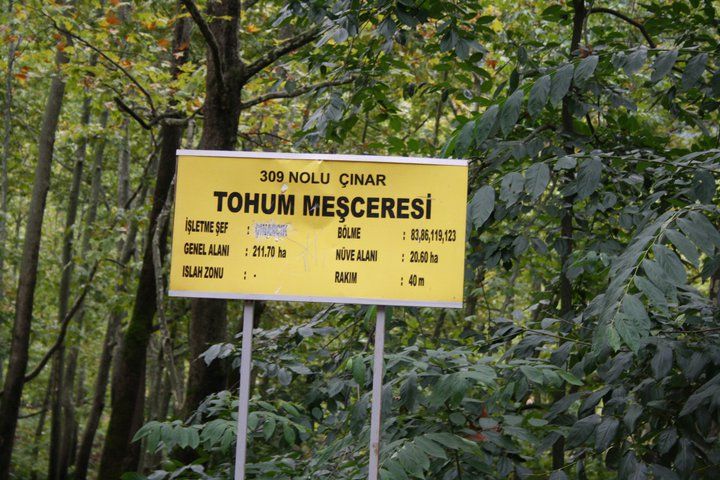 309 NOLU ÇINAR
TOHUM MEŞCERESİ
İŞLETME ŞEF :
BÖLME : 83,86,119,123
GENEL ALANI : 211.70 ha
NÜVE ALANI : 20.60 ha
ISLAH ZONU : -
RAKIM : 40 m